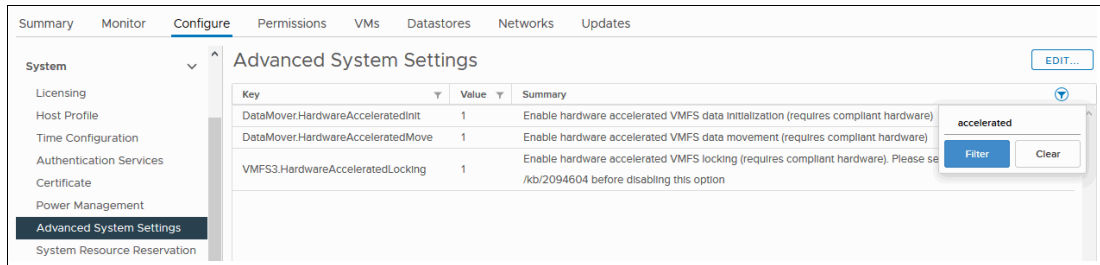 Summary Monitor Configure Permissions VMs Datastores Networks Updates
System
Licensing
Host Profile
Time Configuration
Authentication Services
Certificate
Power Management
Advanced System Settings
System Resource Reservation
Advanced System Settings
EDIT...
Key Value Summary
DataMover.HardwareAcceleratedInit 1 Enable hardware accelerated VMFS data initialization (requires compliant hardware)
DataMover.HardwareAcceleratedMove 1 Enable hardware accelerated VMFS data movement (requires compliant hardware)
VMFS3.HardwareAcceleratedLocking 1 Enable hardware accelerated VMFS locking (requires compliant hardware). Please se
/kb/2094604 before disabling this option
accelerated
Filter Clear